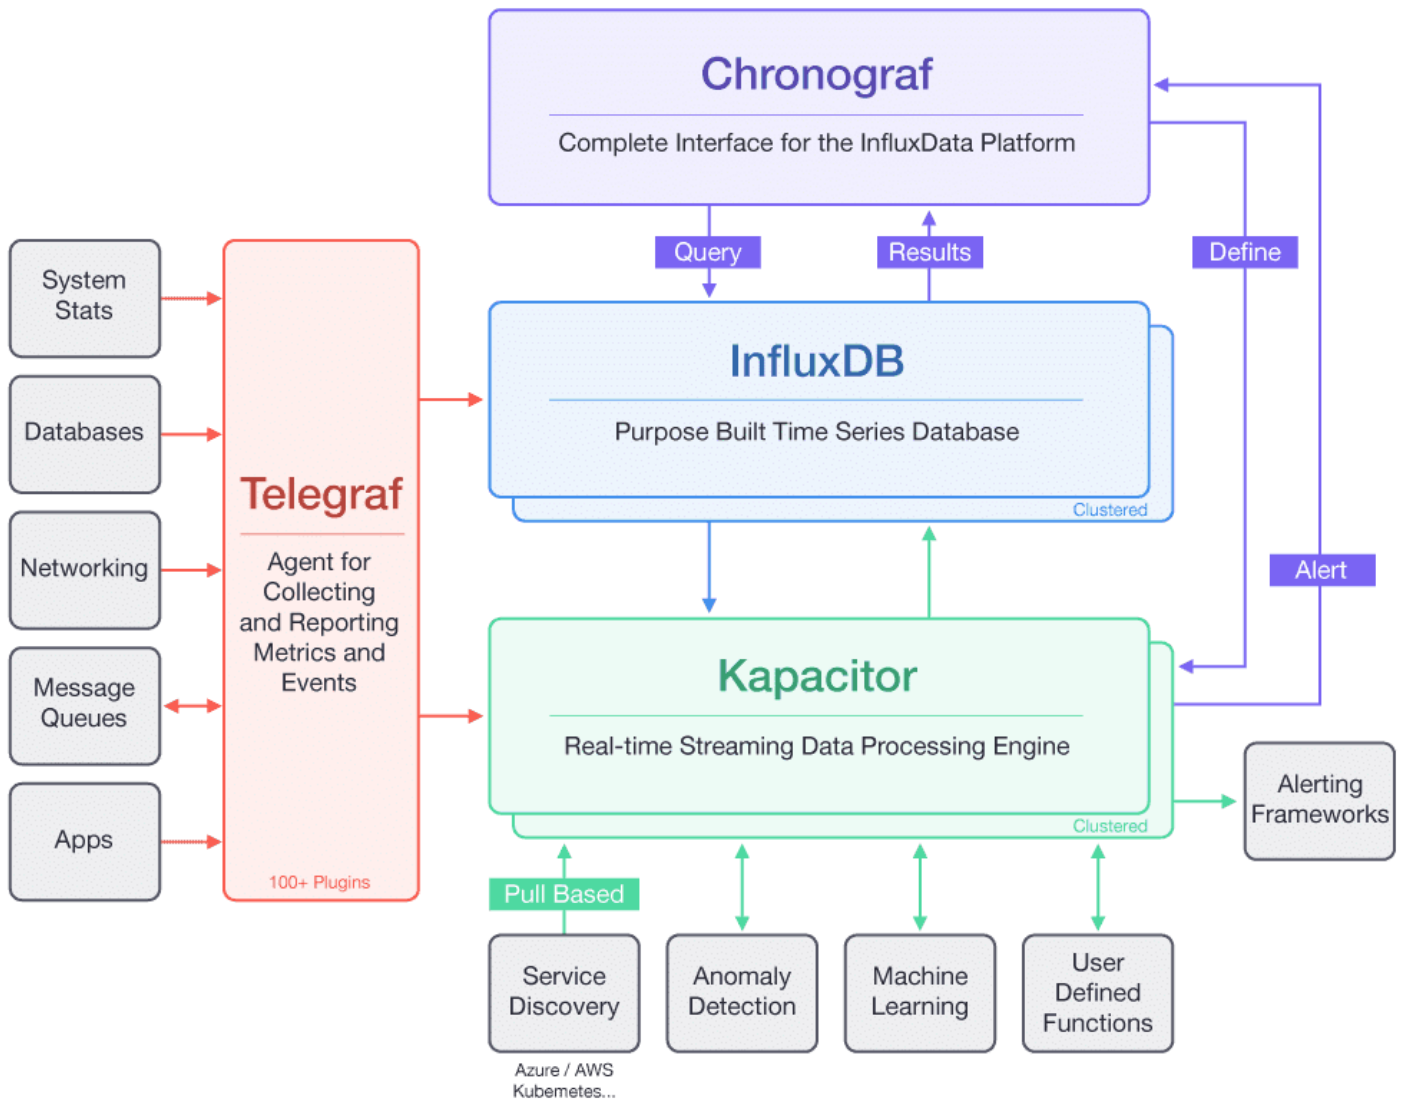 Chronograf
Complete Interface for the InfluxData Platform
Query
Results
Define
System
Stats
Databases
Networking
Message
Queues
Apps
Telegraf
Agent for
Collecting
and Reporting
Metrics and
Events
100+ Plugins
InfluxDB
Purpose Built Time Series Database
Clustered
Alert
Kapacitor
Real-time Streaming Data Processing Engine
Clustered
Alerting
Frameworks
Pull Based
Service
Discovery
Azure / AWS
Kubemetes...
Anomaly
Detection
Machine
Learning
User
Defined
Functions